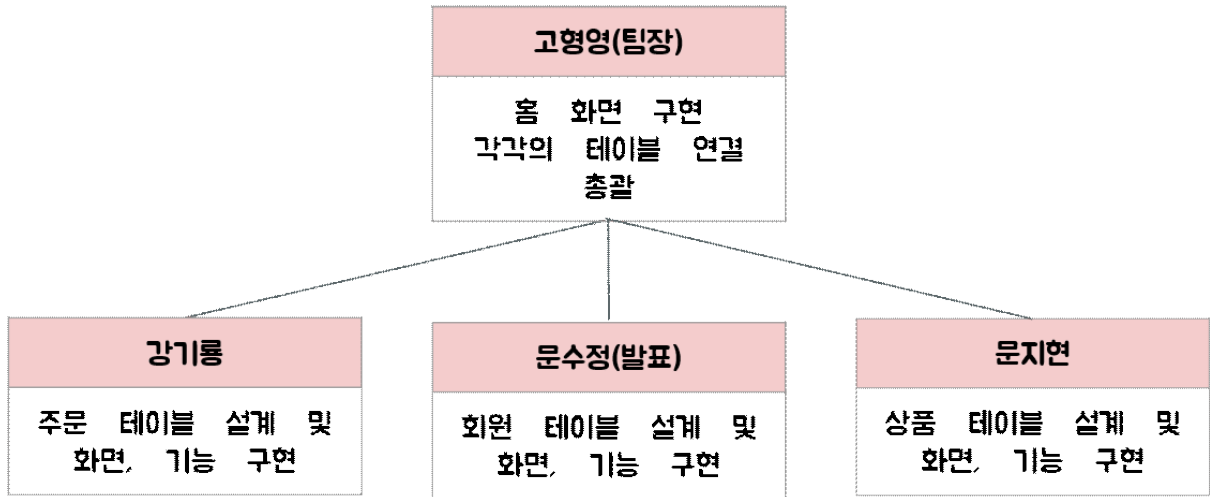 고형영(팀장)
홈 화면 구현
각각의 테이블 연결
총괄
강기룡
주문 테이블 설계 및
화면, 기능 구현
문수정(발표)
회원 테이블 설계 및
화면, 기능 구현
문지현
상품 테이블 설계 및
화면, 기능 구현